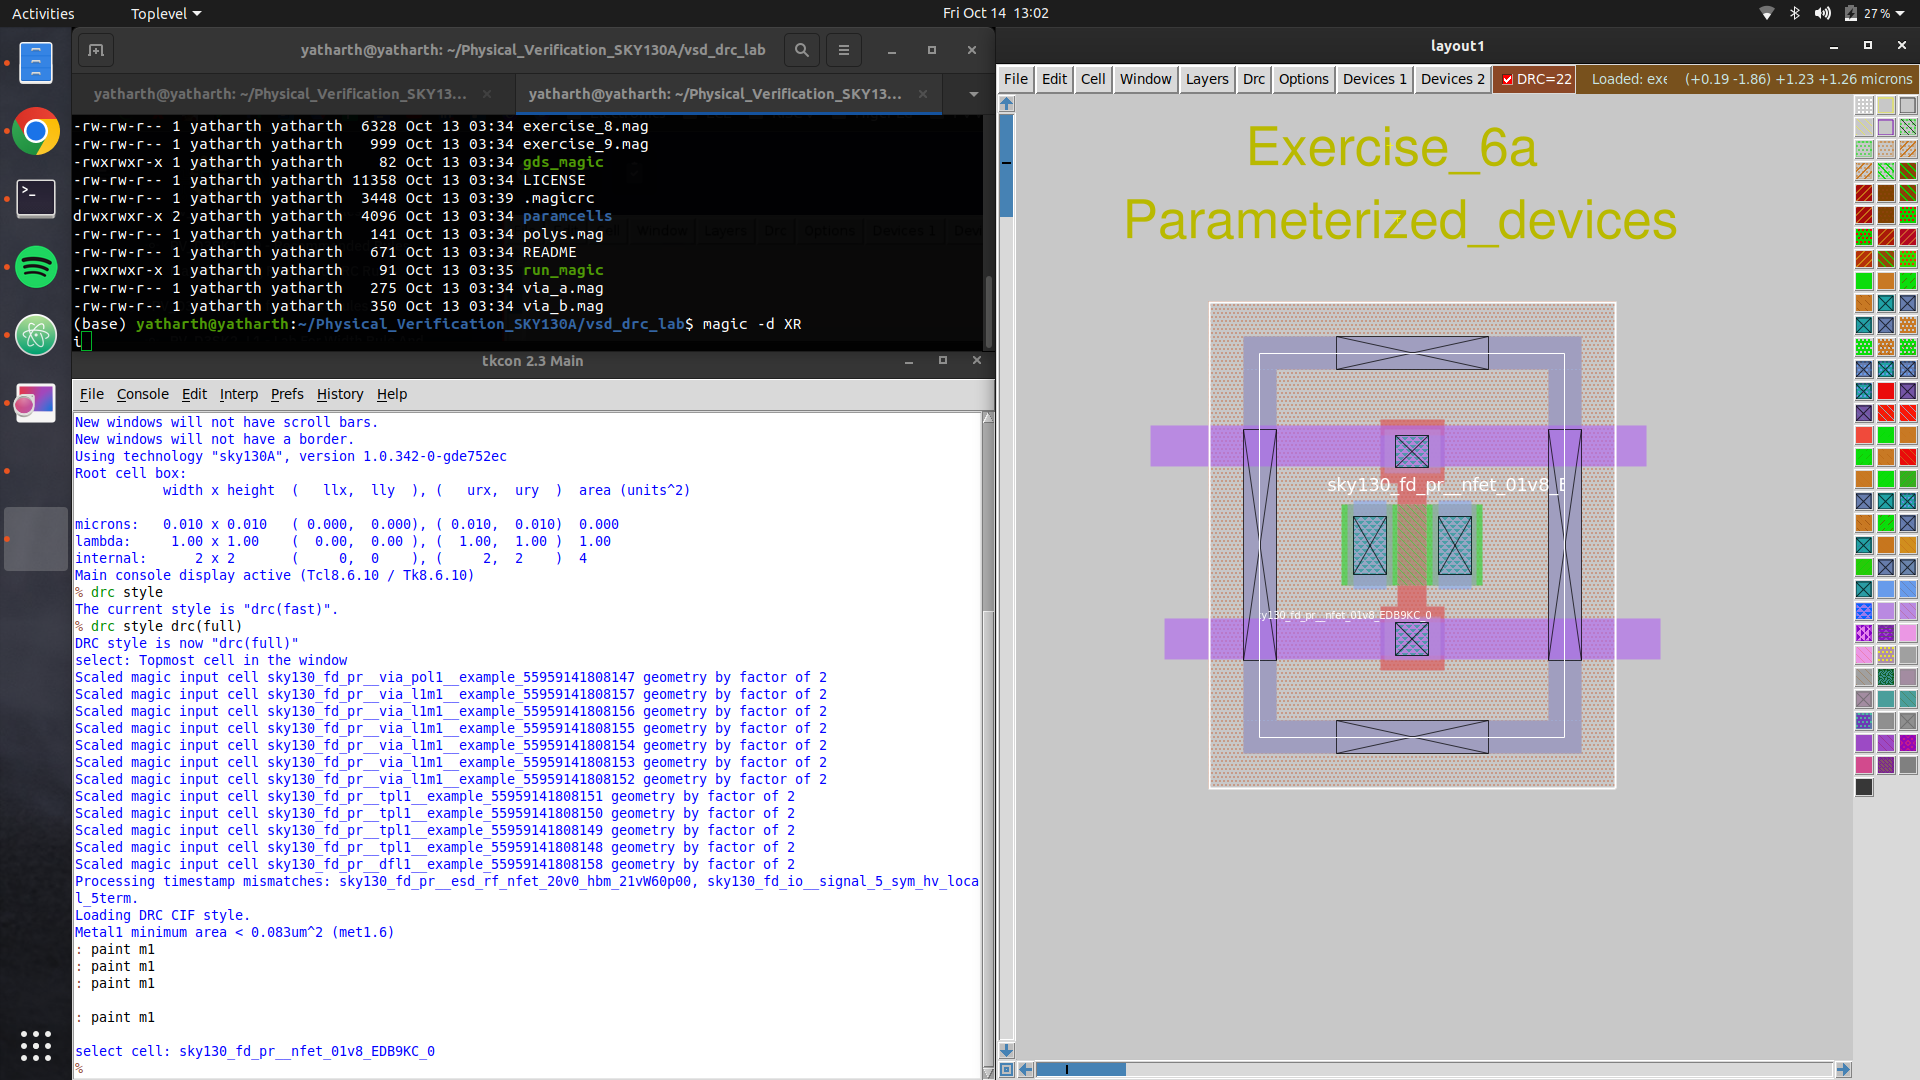 Activities
Toplevel
Fri Oct 14 13:02
27 %
yatharth@yatharth: ~/Physical_Verification_SKY130A/vsd_drc_lab
yatharth@yatharth: ~/Physical_Verification_SKY13...
yatharth@yatharth: ~/Physical_Verification_SKY13...
-rw-rw-r-- 1 yatharth yatharth 6328 Oct 13 03:34 exercise_8.mag
-rw-rw-r-- 1 yatharth yatharth 999 Oct 13 03:34 exercise_9.mag
-rwxrwxr-x 1 yatharth yatharth 82 Oct 13 03:34 gds_magic
-rw-rw-r-- 1 yatharth yatharth 11358 Oct 13 03:34 LICENSE
-rw-rw-r-- 1 yatharth yatharth 3448 Oct 13 03:39 .magicrc
drwxrwxr-x 2 yatharth yatharth 4096 Oct 13 03:34 paramcells
-rw-rw-r-- 1 yatharth yatharth 141 Oct 13 03:34 polys.mag
-rw-rw-r-- 1 yatharth yatharth 671 Oct 13 03:34 README
-rwxrwxr-x 1 yatharth yatharth 91 Oct 13 03:35 run_magic
-rw-rw-r-- 1 yatharth yatharth 275 Oct 13 03:34 via_a.mag
-rw-rw-r-- 1 yatharth yatharth 350 Oct 13 03:34 via_b.mag
(base) yatharth@yatharth:~/Physical_Verification_SKY130A/vsd_drc_lab$ magic -d XR
i
tkcon 2.3 Main
File Console Edit Interp Prefs History Help
New windows will not have scroll bars.
New windows will not have a border.
Using technology "sky130A", version 1.0.342-0-gde752ec
Root cell box:
width x height ( llx, lly ), ( urx, ury ) area (units^2)
microns: 0.010 x 0.010 ( 0.000, 0.000), ( 0.010, 0.010) 0.000
lambda: 1.00 x 1.00 ( 0.00, 0.00 ), ( 1.00, 1.00 ) 1.00
internal: 2 x 2 ( 0, 0 ), ( 2, 2 ) 4
Main console display active (Tcl8.6.10 / Tk8.6.10)
% drc style
The current style is "drc(fast)".
% drc style drc(full)
DRC style is now "drc(full)"
select: Topmost cell in the window
Scaled magic input cell sky130_fd_pr__via_pol1__example_55959141808147 geometry by factor of 2
Scaled magic input cell sky130_fd_pr__via_l1m1__example_55959141808157 geometry by factor of 2
Scaled magic input cell sky130_fd_pr__via_l1m1__example_55959141808156 geometry by factor of 2
Scaled magic input cell sky130_fd_pr__via_l1m1__example_55959141808155 geometry by factor of 2
Scaled magic input cell sky130_fd_pr__via_l1m1__example_55959141808154 geometry by factor of 2
Scaled magic input cell sky130_fd_pr__via_l1m1__example_55959141808153 geometry by factor of 2
Scaled magic input cell sky130_fd_pr__via_l1m1__example_55959141808152 geometry by factor of 2
Scaled magic input cell sky130_fd_pr__tpl1__example_55959141808151 geometry by factor of 2
Scaled magic input cell sky130_fd_pr__tpl1__example_55959141808150 geometry by factor of 2
Scaled magic input cell sky130_fd_pr__tpl1__example_55959141808149 geometry by factor of 2
Scaled magic input cell sky130_fd_pr__tpl1__example_55959141808148 geometry by factor of 2
Scaled magic input cell sky130_fd_pr__dfl1__example_55959141808158 geometry by factor of 2
Processing timestamp mismatches: sky130_fd_pr__esd_rf_nfet_20v0_hbm_21vW60p00, sky130_fd_io__signal_5_sym_hv_loca
l_5term.
Loading DRC CIF style.
Metal1 minimum area < 0.083um^2 (met1.6)
: paint m1
: paint m1
: paint m1
: paint m1
select cell: sky130_fd_pr__nfet_01v8_EDB9KC_0
%
layout1
File Edit Cell Window Layers Drc Options Devices 1 Devices 2 DRC=22 Loaded: exe (+0.19 -1.86) +1.23 +1.26 microns
Exercise_6a
Parameterized_devices
sky130_fd_pr__nfet_01v8_E
ky130_fd_pr__nfet_01v8_EDB9KC_0